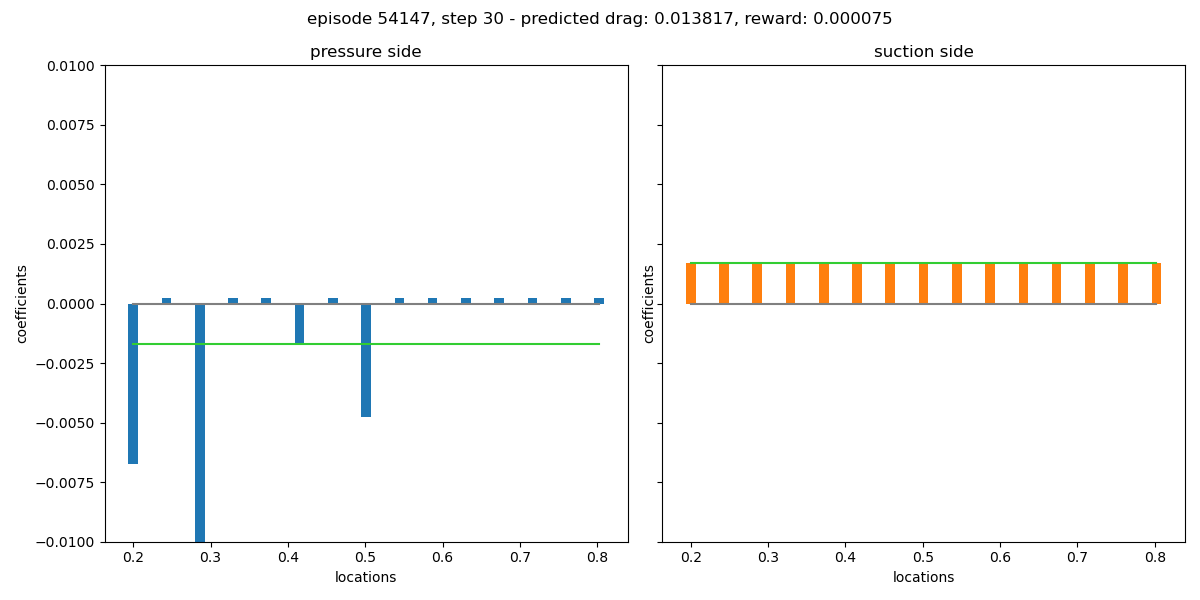 episode 54147, step 30 - predicted drag: 0.013817, reward: 0.000075
pressure side
suction side
0.0100
0.0075
0.0050
0.0025
0.0000
−0.0025
−0.0050
−0.0075
−0.0100
coefficients
coefficients
0.2 0.3 0.4 0.5 0.6 0.7 0.8
0.2 0.3 0.4 0.5 0.6 0.7 0.8
locations
locations